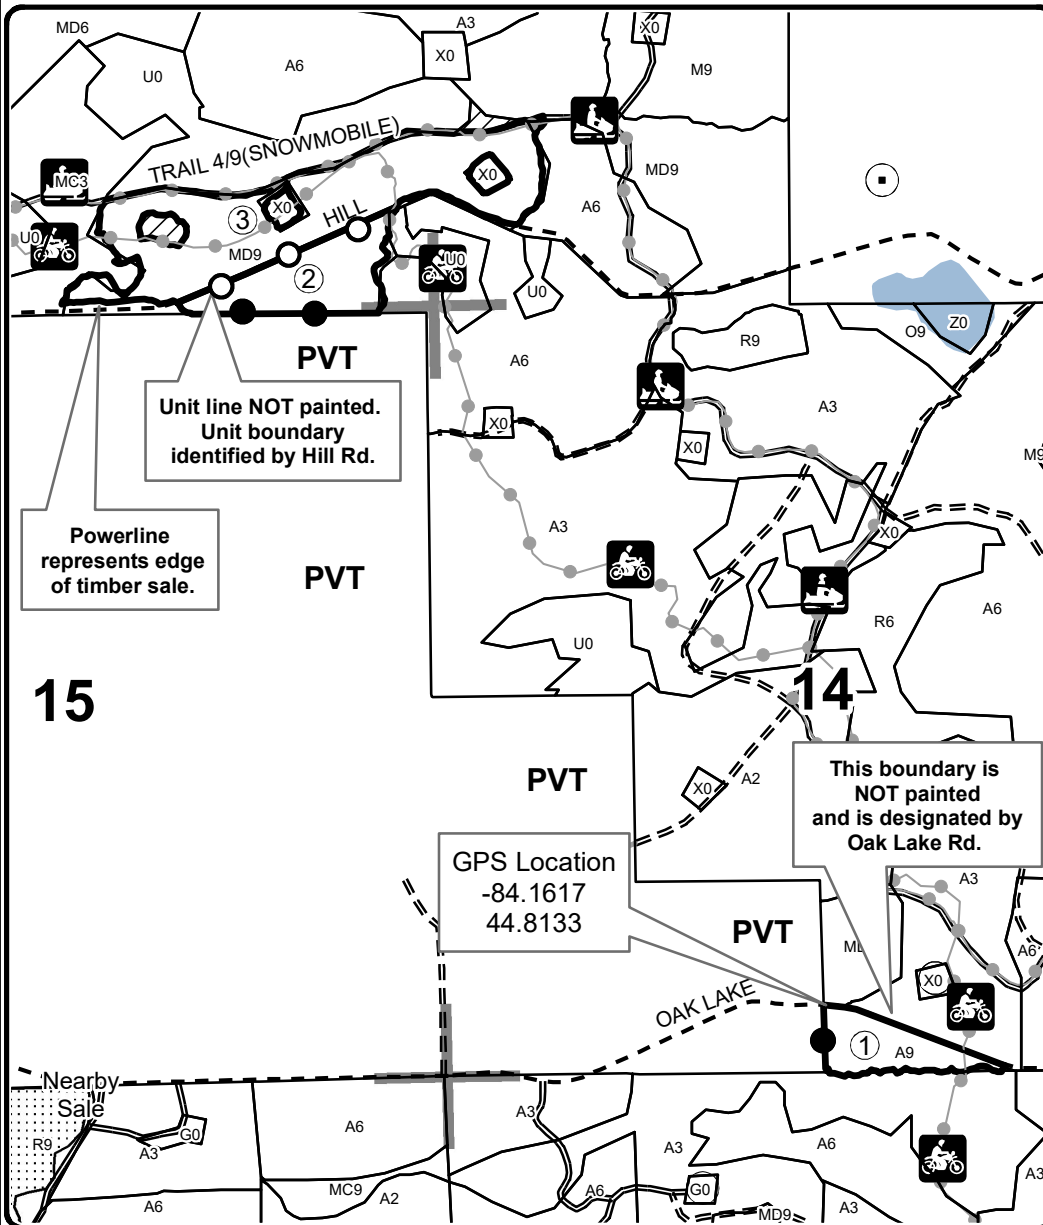 MD6
A3
X0
X0
U0
A6
M9
TRAIL 4/9(SNOWMOBILE)
MC3
X0
MD9
A6
X0
3
HILL
U0
MD9
U0
2
U0
O9
Z0
R9
PVT
A6
A3
Unit line NOT painted.
Unit boundary
identified by Hill Rd.
X0
X0
M9
Powerline
represents edge
of timber sale.
A3
X0
PVT
A6
R6
U0
15
14
PVT
A2
X0
This boundary is
NOT painted
and is designated by
Oak Lake Rd.
GPS Location
-84.1617
44.8133
A3
PVT
A6
X0
OAK LAKE
1
A9
Nearby
Sale
R9
G0
A3
A6
A3
A3
A6
MC9
A2
A6
G0
A3
A6
MD9
A3